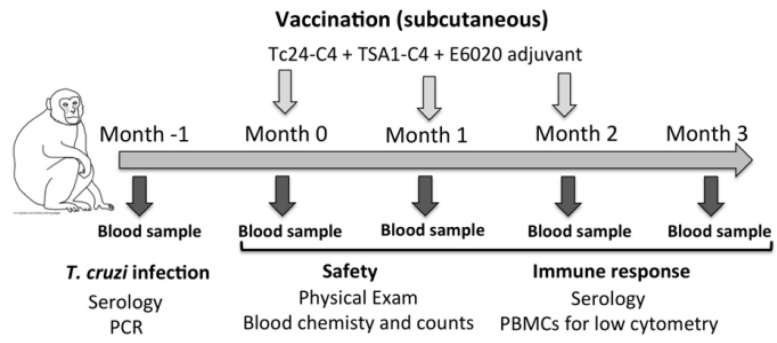 Vaccination (subcutaneous)
Tc24-C4 + TSA1-C4 + E6020 adjuvant
Month -1 Month 0 Month 1 Month 2 Month 3
Blood sample Blood sample Blood sample Blood sample Blood sample
T. cruzi infection Safety Immune response
Serology Physical Exam Serology
PCR Blood chemisty and counts PBMCs for low cytometry